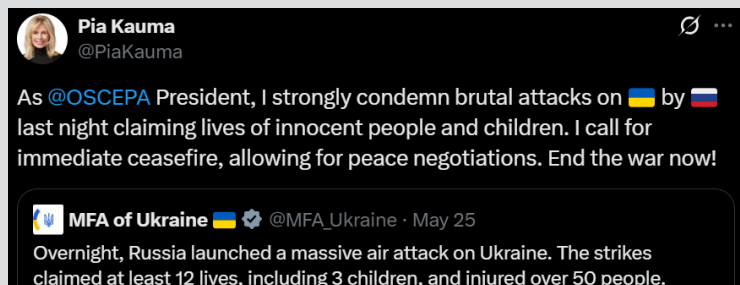 Pia Kauma
@PiaKauma
As @OSCEPA President, I strongly condemn brutal attacks on 🇺🇦 by 🇷🇺
last night claiming lives of innocent people and children. I call for
immediate ceasefire, allowing for peace negotiations. End the war now!
MFA of Ukraine 🇺🇦 @MFA_Ukraine · May 25
Overnight, Russia launched a massive air attack on Ukraine. The strikes
claimed at least 12 lives, including 3 children, and injured over 50 people.